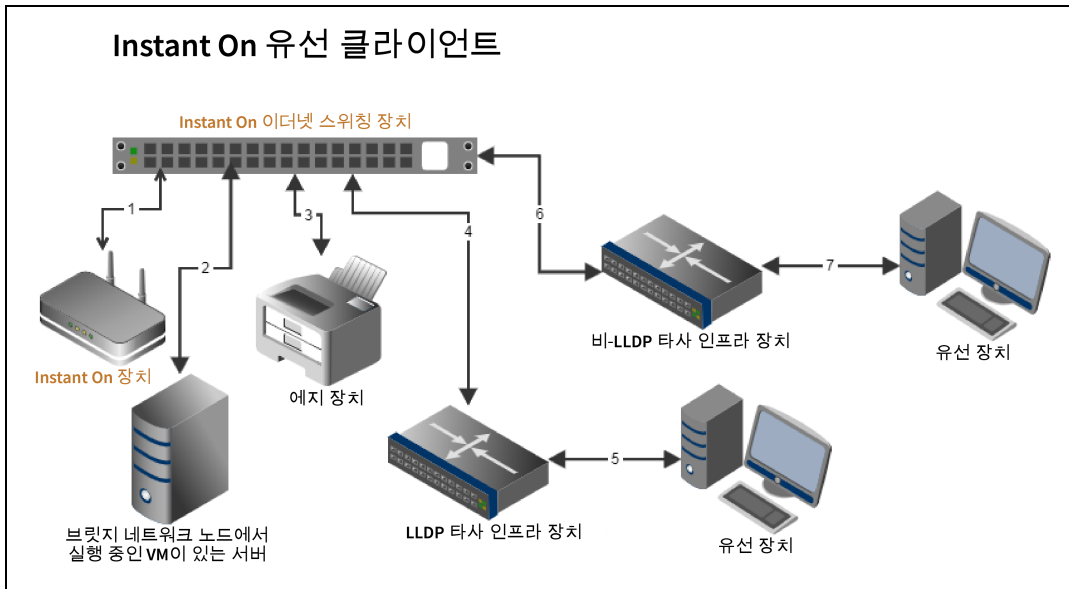 Instant On 유선 클라이언트
Instant On 이더넷 스위칭 장치
1
2
3
4
6
7
비-LLDP 타사 인프라 장치
유선 장치
Instant On 장치
에지 장치
5
브릿지 네트워크 노드에서
실행 중인 VM이 있는 서버
LLDP 타사 인프라 장치
유선 장치